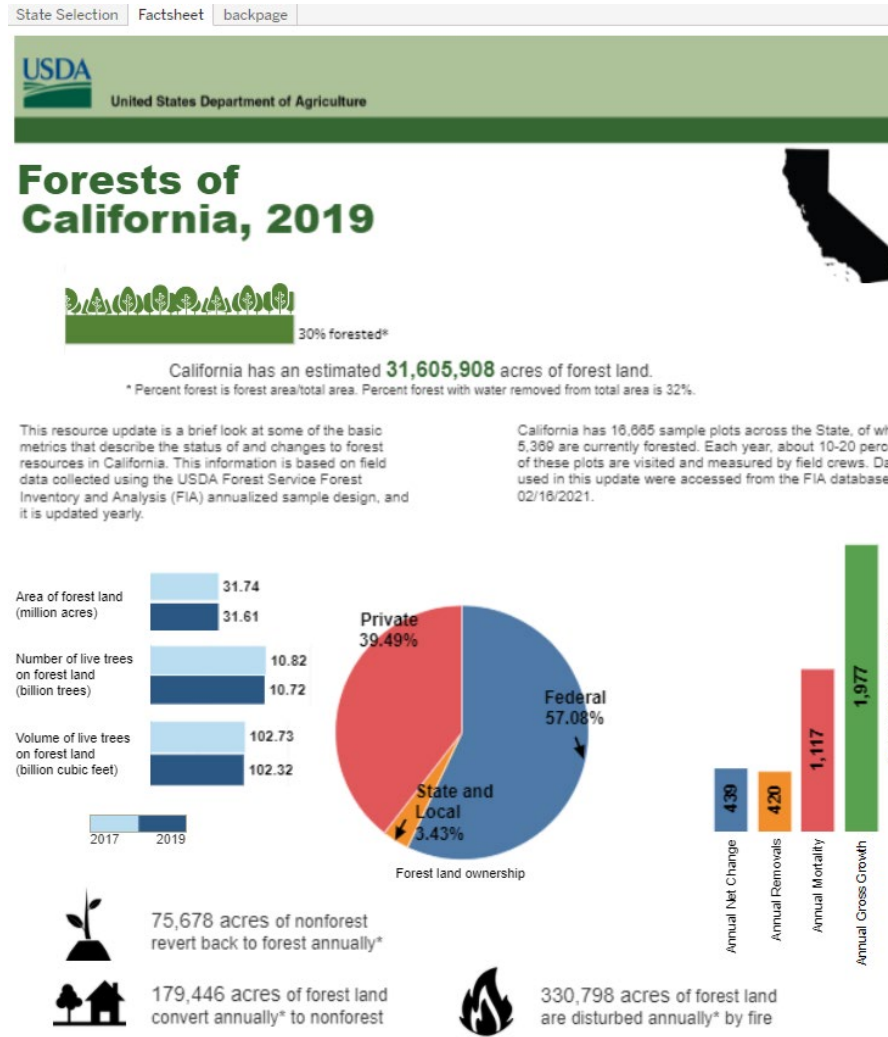 State Selection
Factsheet
backpage
USDA
United States Department of Agriculture
Forests of
California, 2019
30% forested*
California has an estimated 31,605,908 acres of forest land.
* Percent forest is forest area/total area. Percent forest with water removed from total area is 32%.
This resource update is a brief look at some of the basic
metrics that describe the status of and changes to forest
resources in California. This information is based on field
data collected using the USDA Forest Service Forest
Inventory and Analysis (FIA) annualized sample design, and
it is updated yearly.
California has 16,665 sample plots across the State, of wh
5,369 are currently forested. Each year, about 10-20 perc
of these plots are visited and measured by field crews. Da
used in this update were accessed from the FIA database
02/16/2021.
Area of forest land
(million acres)
31.74
31.61
Number of live trees
on forest land
(billion trees)
10.82
10.72
Volume of live trees
on forest land
(billion cubic feet)
102.73
102.32
2017
2019
Private
39.49%
Federal
57.08%
State and
Local
3.43%
Forest land ownership
439
420
1,117
1,977
Annual Net Change
Annual Removals
Annual Mortality
Annual Gross Growth
75,678 acres of nonforest
revert back to forest annually*
179,446 acres of forest land
convert annually* to nonforest
330,798 acres of forest land
are disturbed annually* by fire